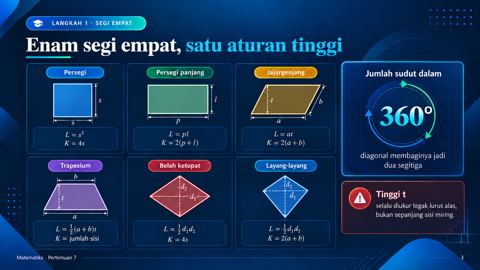 LANGKAH 1 · SEGI EMPAT
Enam segi empat, satu aturan tinggi
Persegi
s
s
L = s²
K = 4s
Persegi panjang
l
p
L = pl
K = 2(p + l)
Jajargenjang
t
b
a
L = at
K = 2(a + b)
Trapesium
b
t
a
L = ½(a + b)t
K = jumlah sisi
Belah ketupat
d₂
d₁
L = ½d₁d₂
K = 4s
Layang-layang
d₂
d₁
L = ½d₁d₂
K = 2(a + b)
Jumlah sudut dalam
360°
diagonal membaginya jadi
dua segitiga
Tinggi t
selalu diukur tegak lurus alas,
bukan sepanjang sisi miring.
Matematika · Pertemuan 7
3